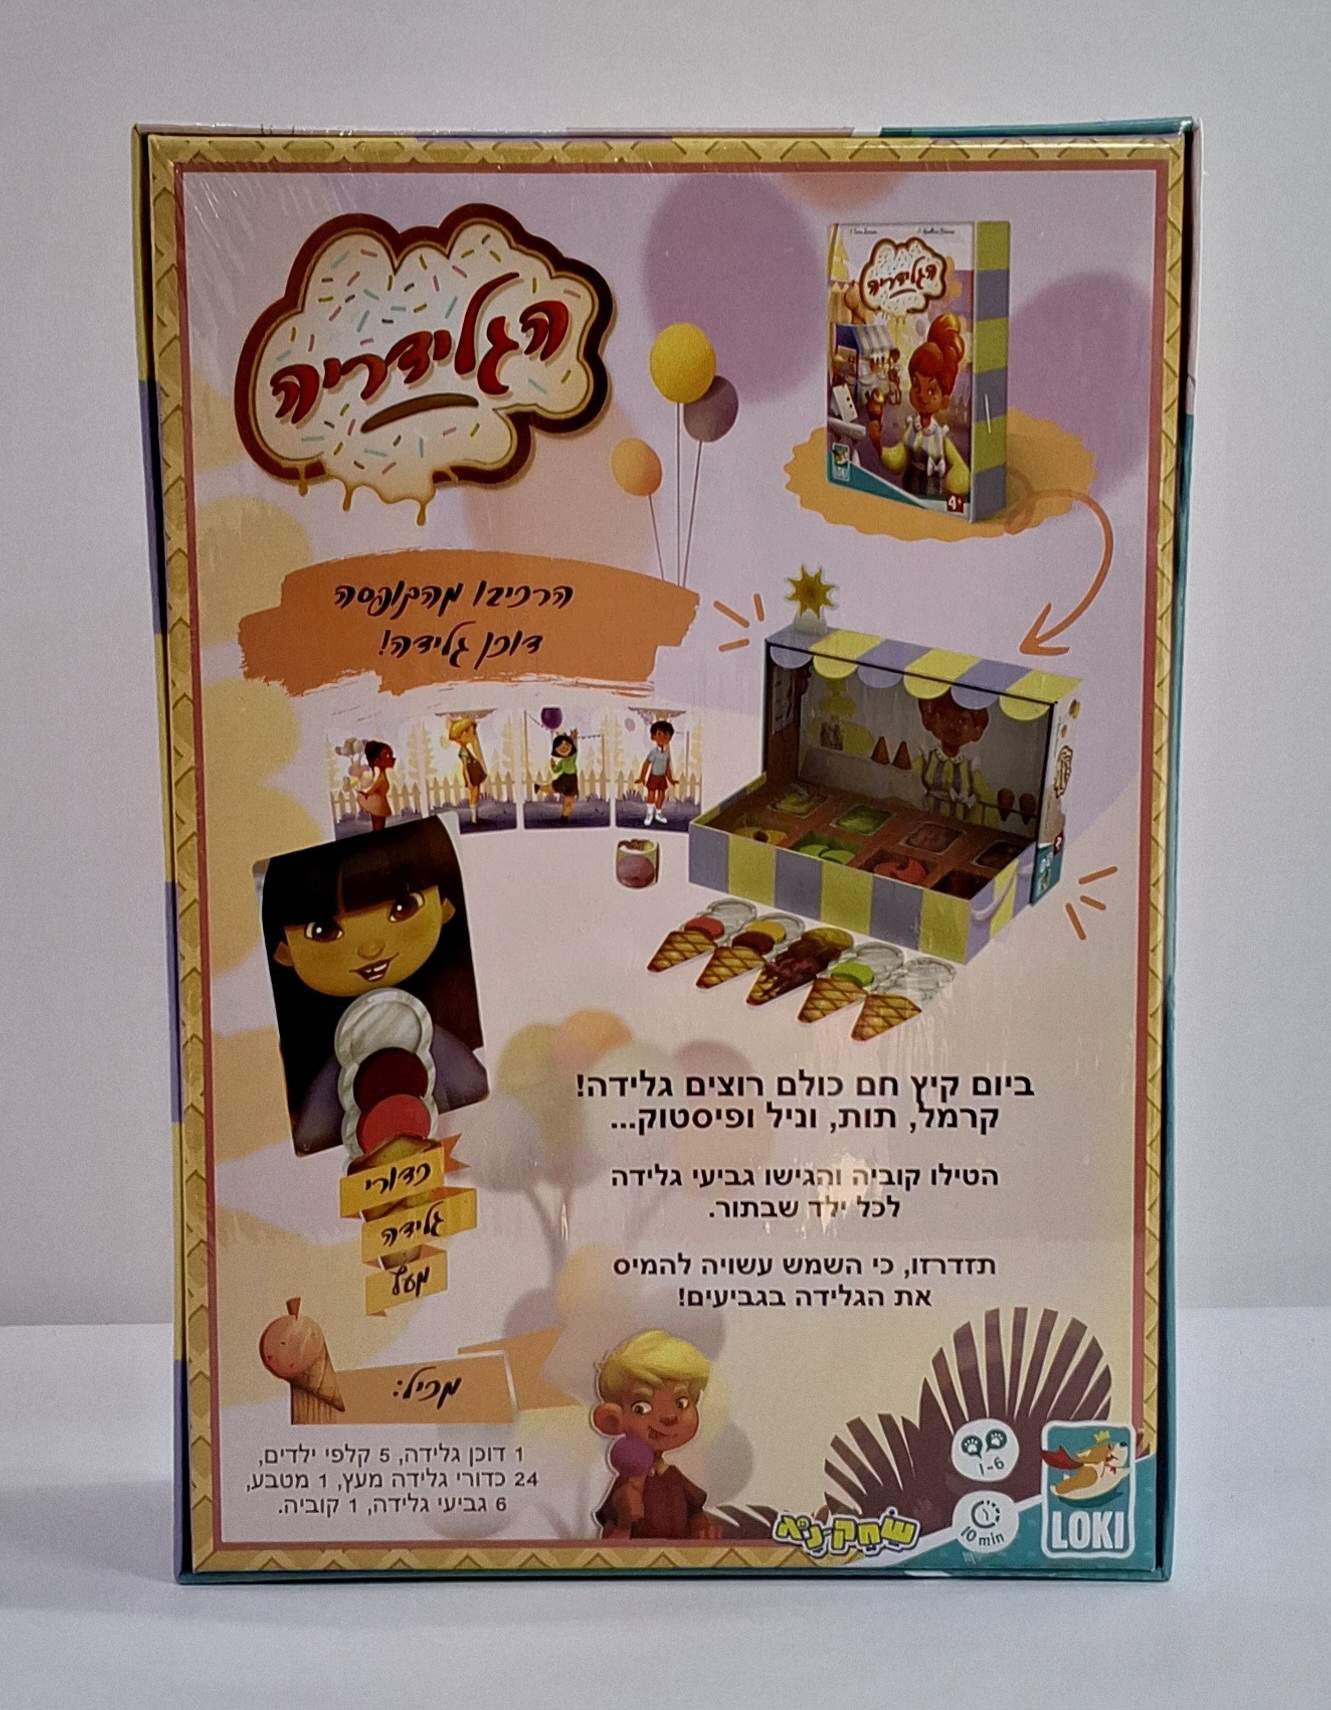 הגלידריה
הגלידריה
LOKI
4+
הרכיבו מהקופסה
דוכן גלידה!
ביום קיץ חם כולם רוצים גלידה!
קרמל, תות, וניל ופיסטוק...
הטילו קוביה והגישו גביעי גלידה
לכל ילד שבתור.
תזדרזו, כי השמש עשויה להמיס
את הגלידה בגביעים!
כדורי
גלידה
מעץ
מכיל:
1 דוכן גלידה, 5 קלפי ילדים,
24 כדורי גלידה מעץ, 1 מטבע,
6 גביעי גלידה, 1 קוביה.
1-6
10 min
LOKI